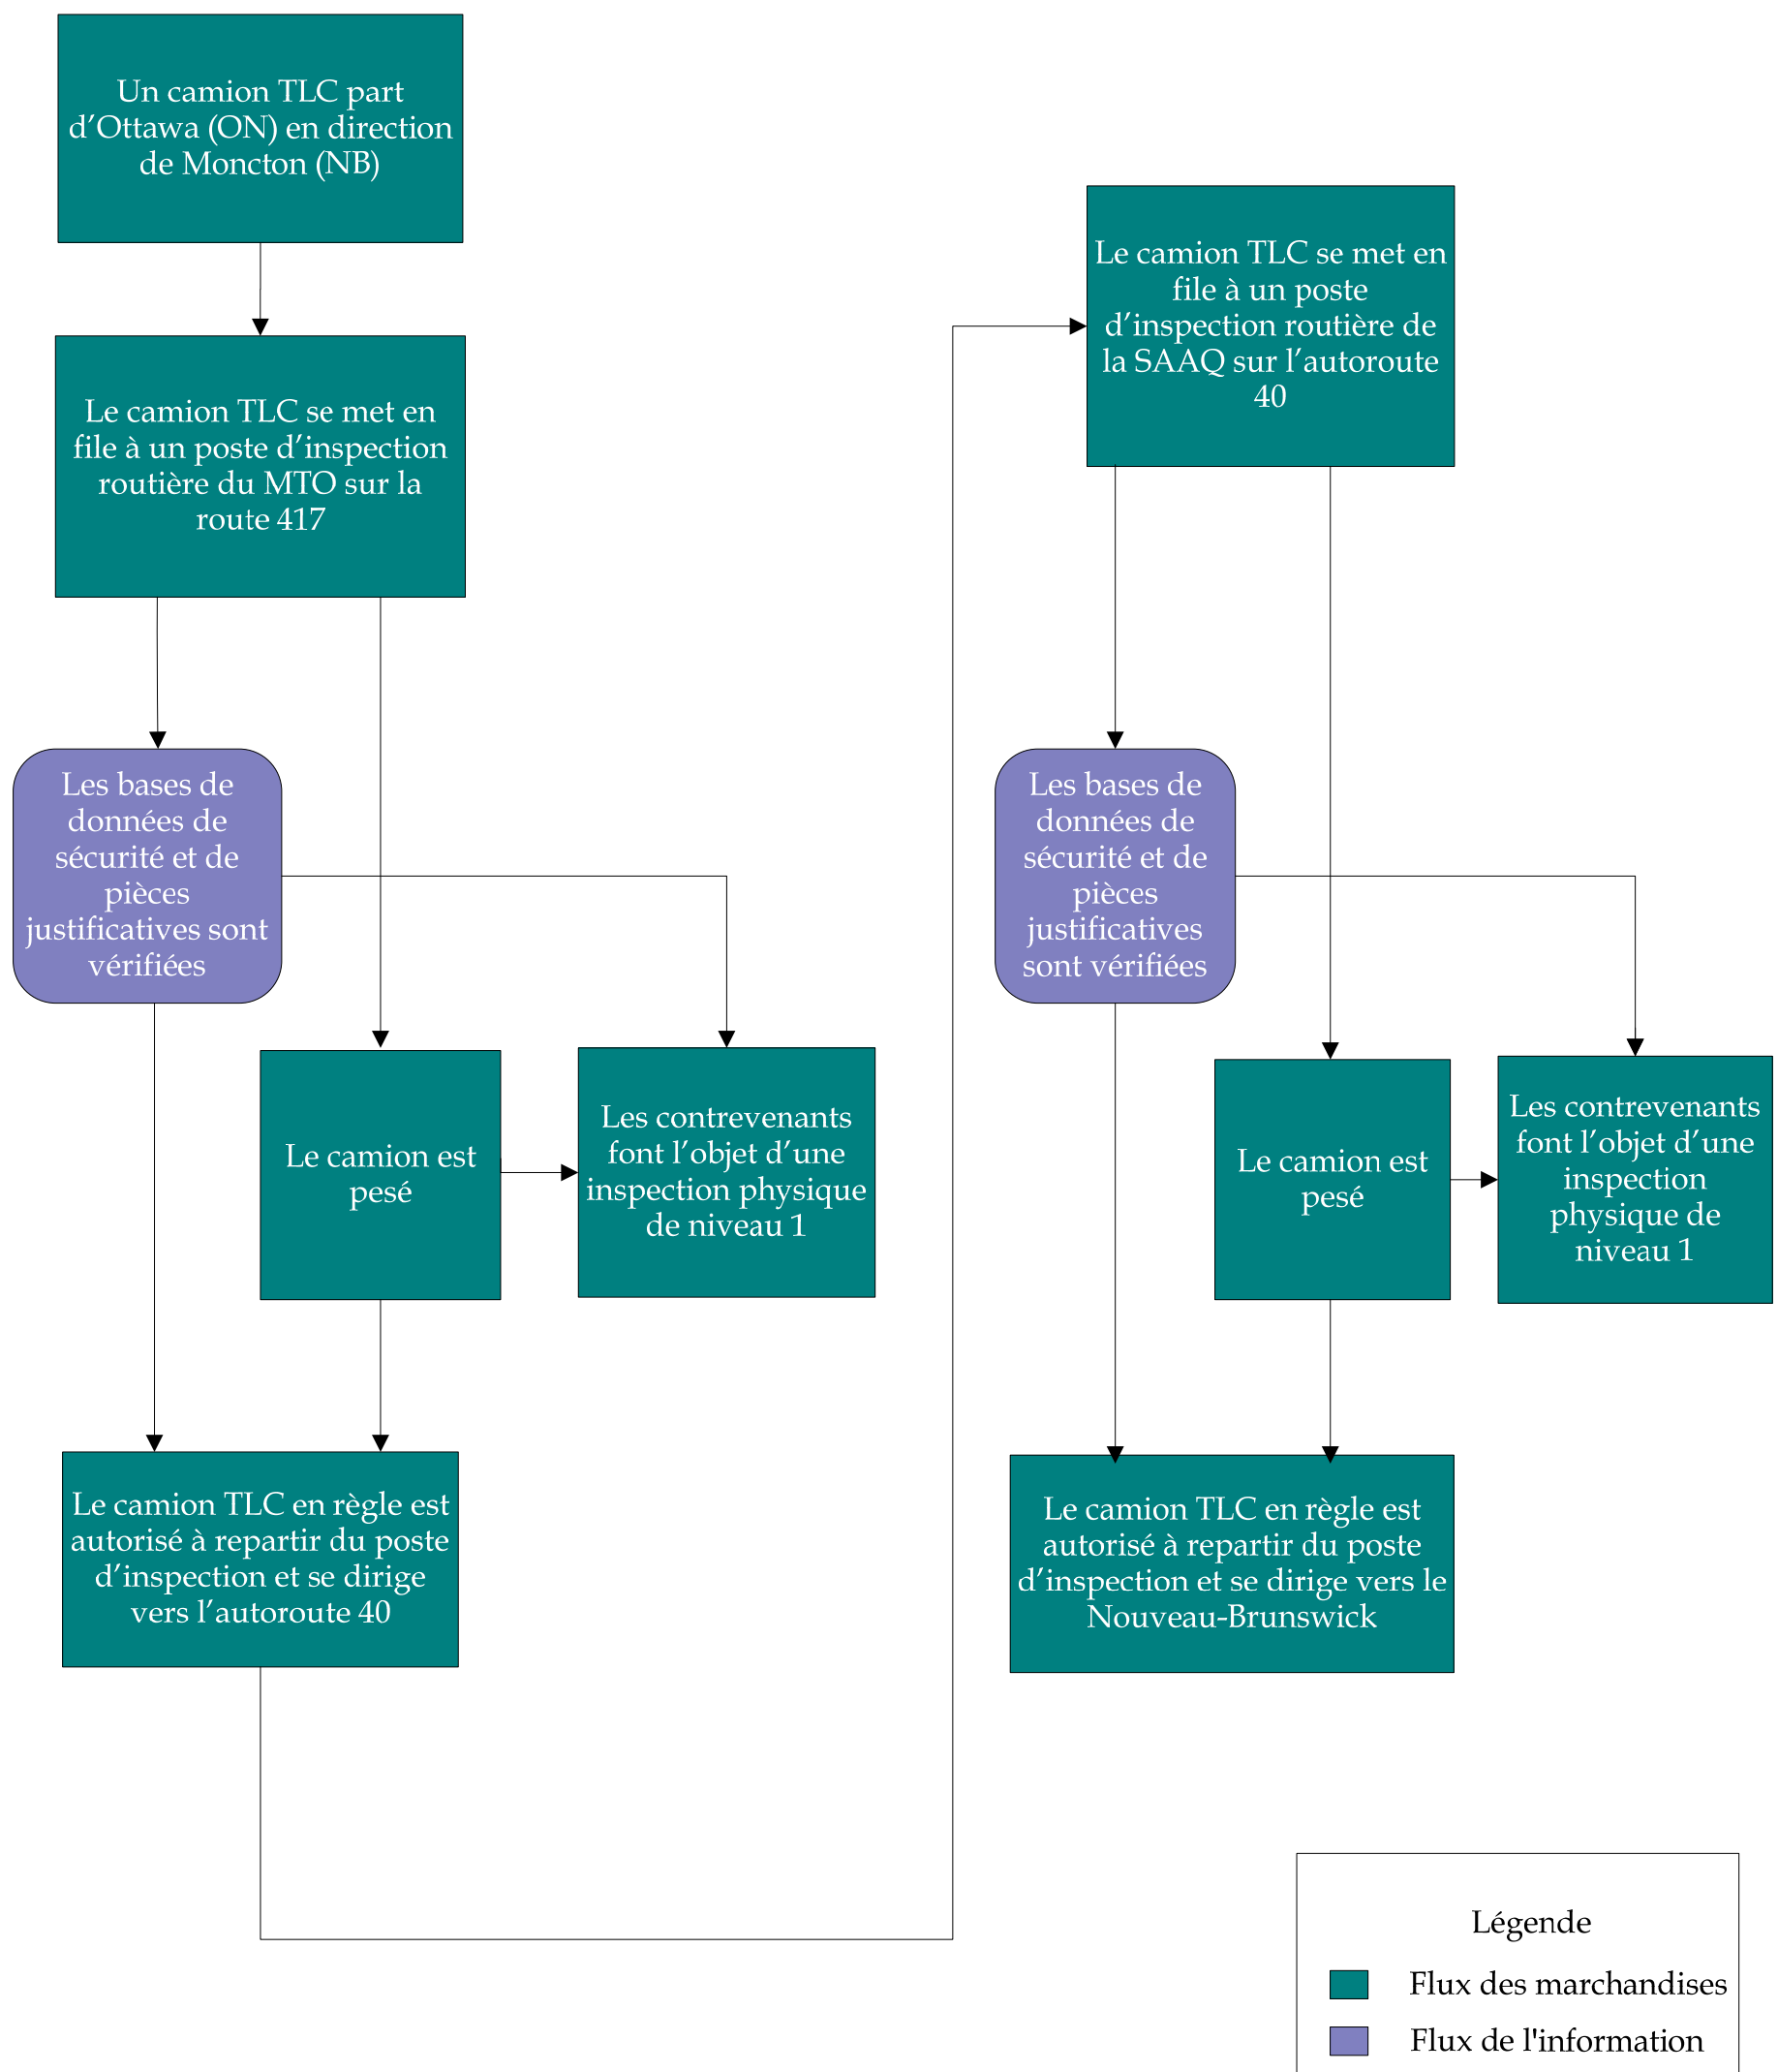 Un camion TLC part
d’Ottawa (ON) en direction
de Moncton (NB)
Le camion TLC se met en
file à un poste d’inspection
routière du MTO sur la
route 417
Les bases de
données de
sécurité et de
pièces
justificatives sont
vérifiées
Le camion est
pesé
Les contrevenants
font l’objet d’une
inspection physique
de niveau 1
Le camion TLC en règle est
autorisé à repartir du poste
d’inspection et se dirige
vers l’autoroute 40
Le camion TLC se met en
file à un poste
d’inspection routière de
la SAAQ sur l’autoroute
40
Les bases de
données de
sécurité et de
pièces
justificatives
sont vérifiées
Le camion est
pesé
Les contrevenants
font l’objet d’une
inspection
physique de
niveau 1
Le camion TLC en règle est
autorisé à repartir du poste
d’inspection et se dirige vers le
Nouveau-Brunswick
Légende
Flux des marchandises
Flux de l'information